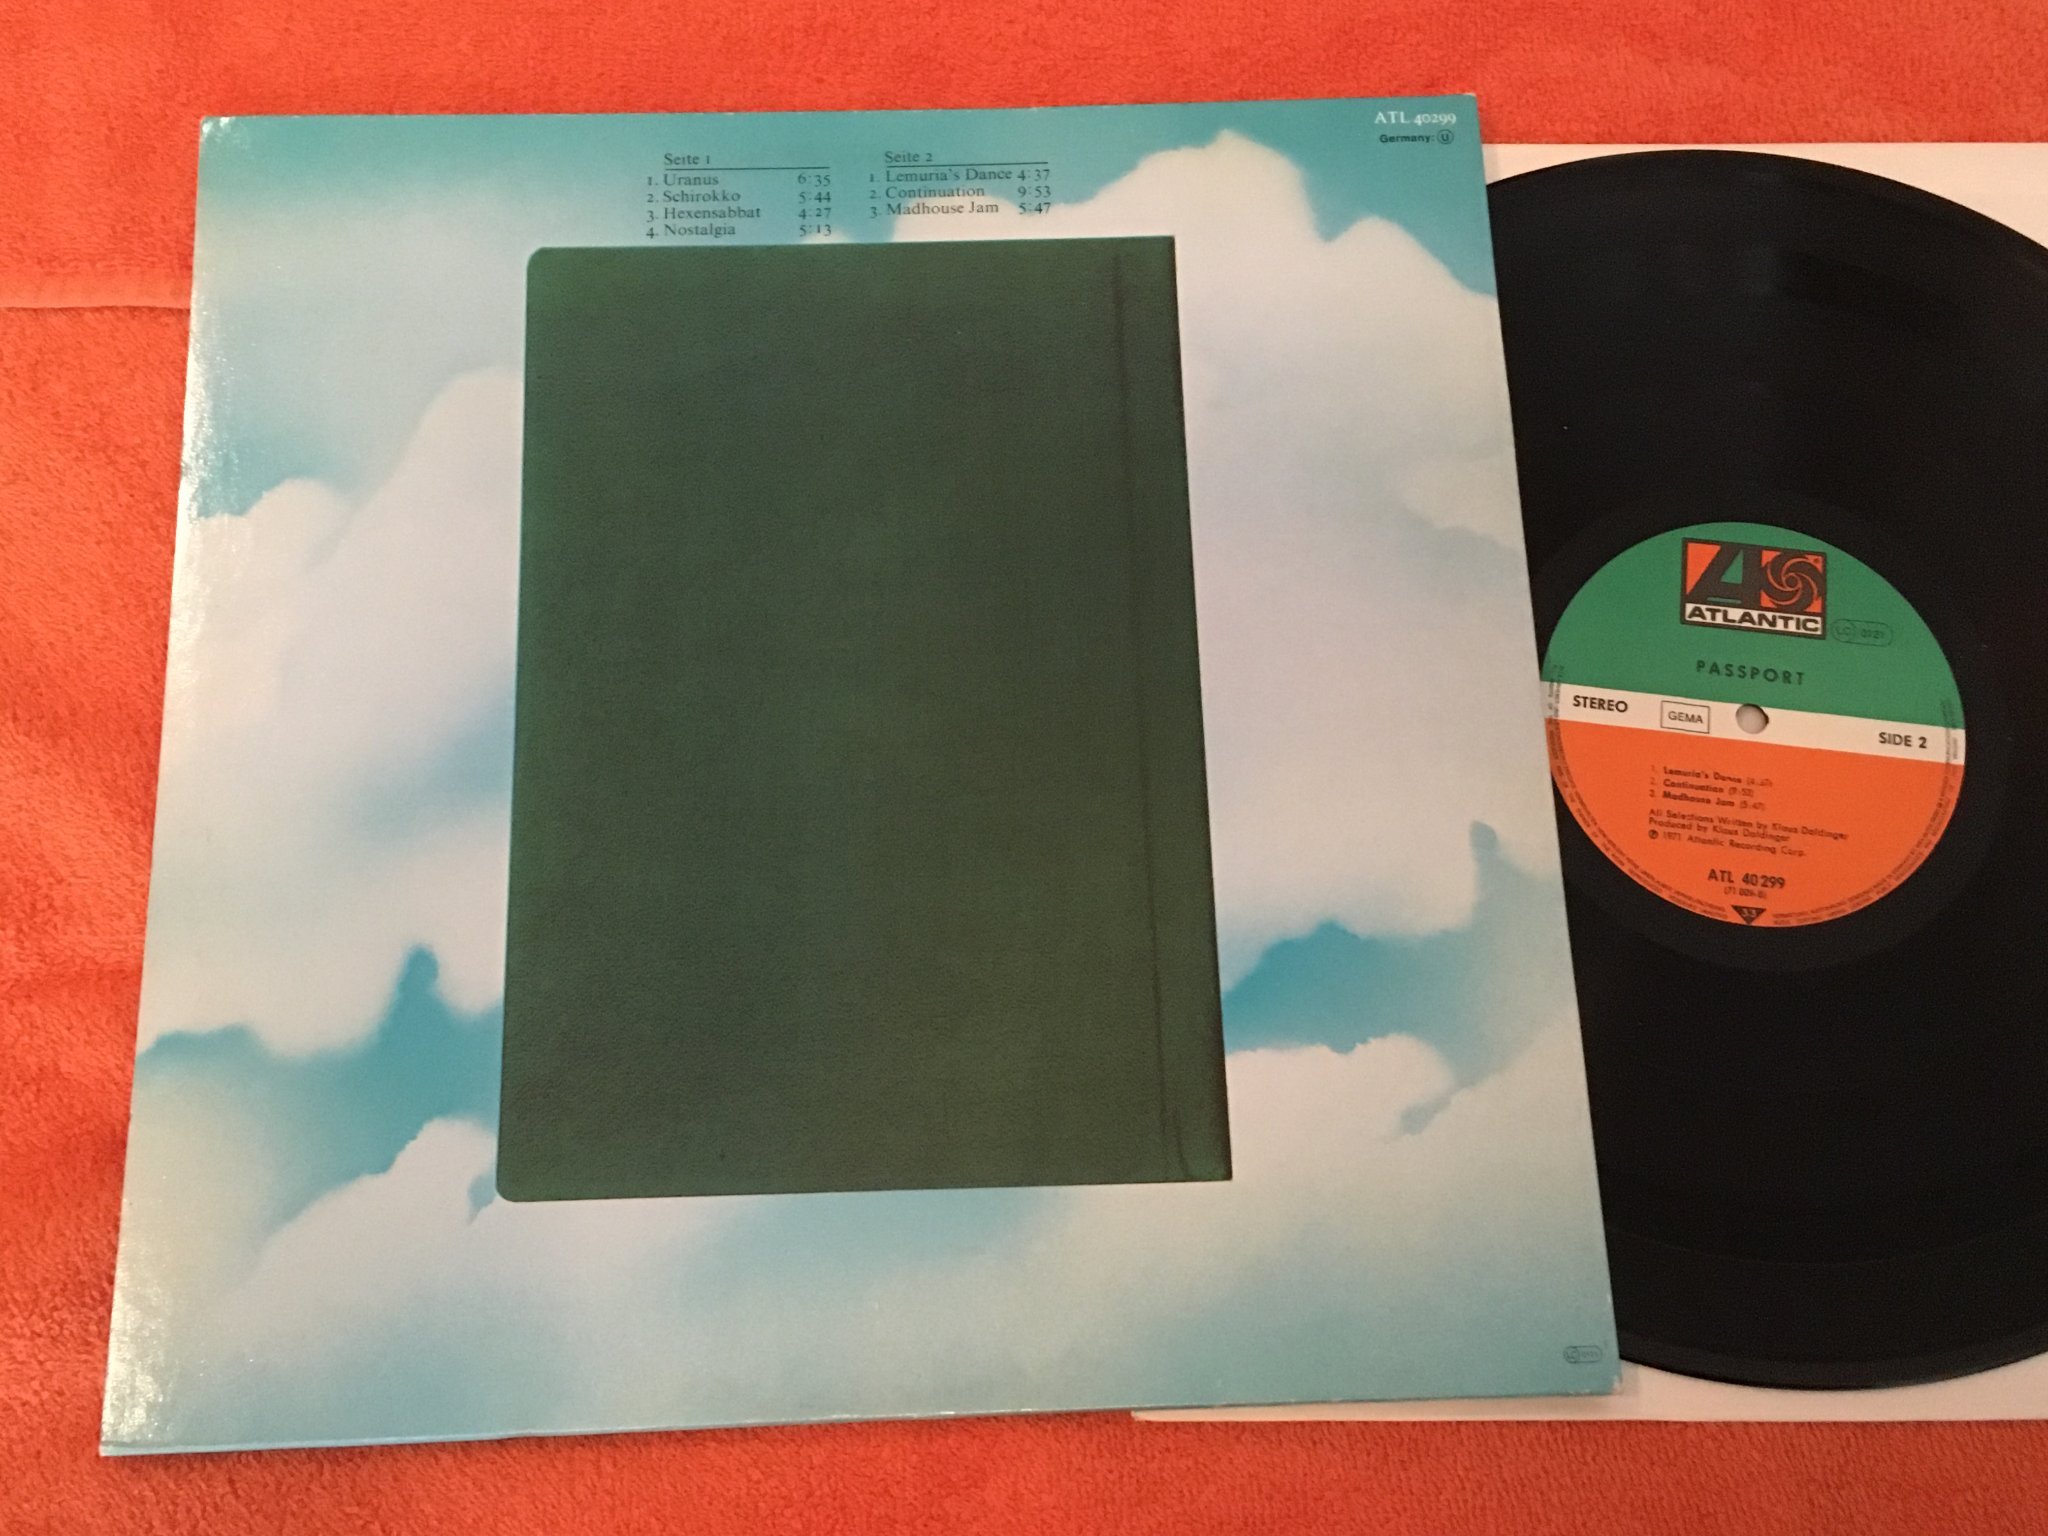 ATL 40299
Germany: U
Seite 1
1. Uranus 6:35
2. Schirokko 5:44
3. Hexensabbat 4:27
4. Nostalgia 5:13
Seite 2
1. Lemuria's Dance 4:37
2. Continuation 9:53
3. Madhouse Jam 5:47
ATLANTIC
LC 0121
PASSPORT
STEREO
GEMA
SIDE 2
1. Lemuria's Dance (4:37)
2. Continuation (9:53)
3. Madhouse Jam (5:47)
All Selections Written by Klaus Doldinger
Produced by Klaus Doldinger
℗ 1971 Atlantic Recording Corp.
ATL 40 299
33